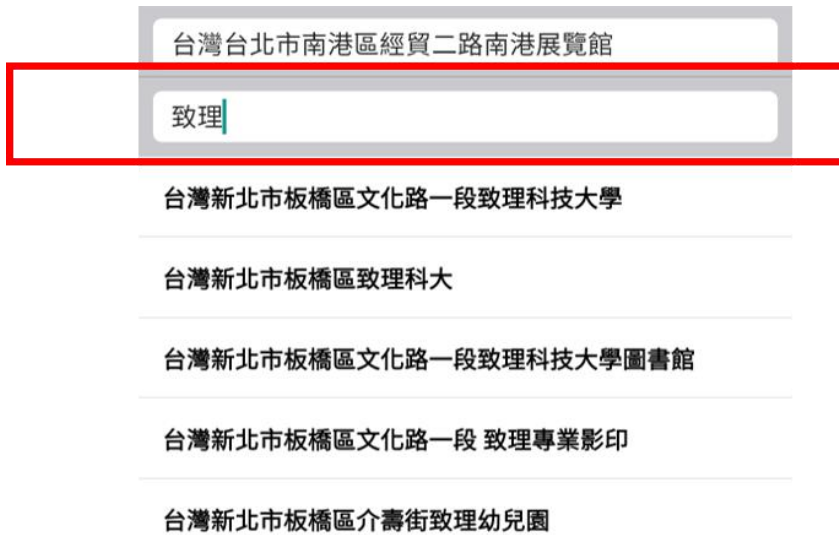 台灣台北市南港區經貿二路南港展覽館
致理
台灣新北市板橋區文化路一段致理科技大學
台灣新北市板橋區致理科大
台灣新北市板橋區文化路一段致理科技大學圖書館
台灣新北市板橋區文化路一段 致理專業影印
台灣新北市板橋區介壽街致理幼兒園